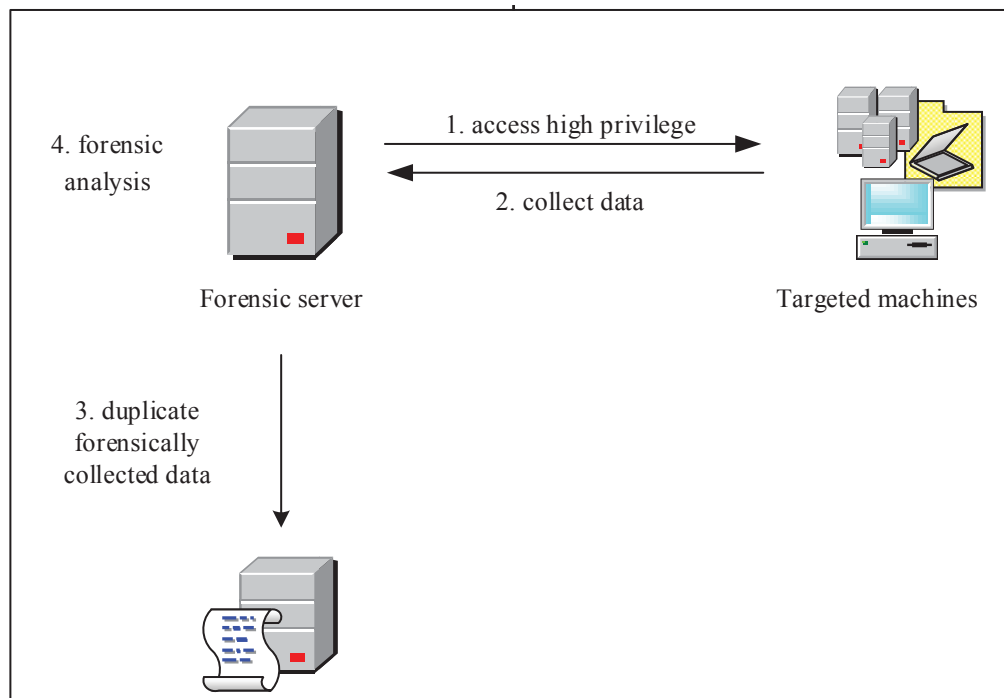 1. access high privilege
4. forensic
analysis
2. collect data
Forensic server
Targeted machines
3. duplicate
forensically
collected data